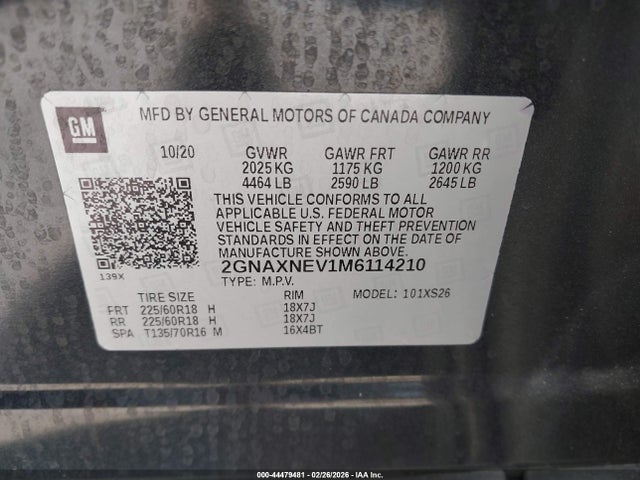 GM
MFD BY GENERAL MOTORS OF CANADA COMPANY
10/20 GVWR GAWR FRT GAWR RR
2025 KG 1175 KG 1200 KG
4464 LB 2590 LB 2645 LB
THIS VEHICLE CONFORMS TO ALL
APPLICABLE U.S. FEDERAL MOTOR
VEHICLE SAFETY AND THEFT
PREVENTION STANDARDS IN
EFFECT ON THE DATE OF
MANUFACTURE SHOWN ABOVE.
139X
2GNAXNEV1M6114210
TYPE: M.P.V.
TIRE SIZE RIM MODEL: 101XS26
FRT 225/60R18 H 18X7J
RR 225/60R18 H 18X7J
SPA T135/70R16 M 16X4BT
000-44479481 - 02/26/2026 - IAA Inc.